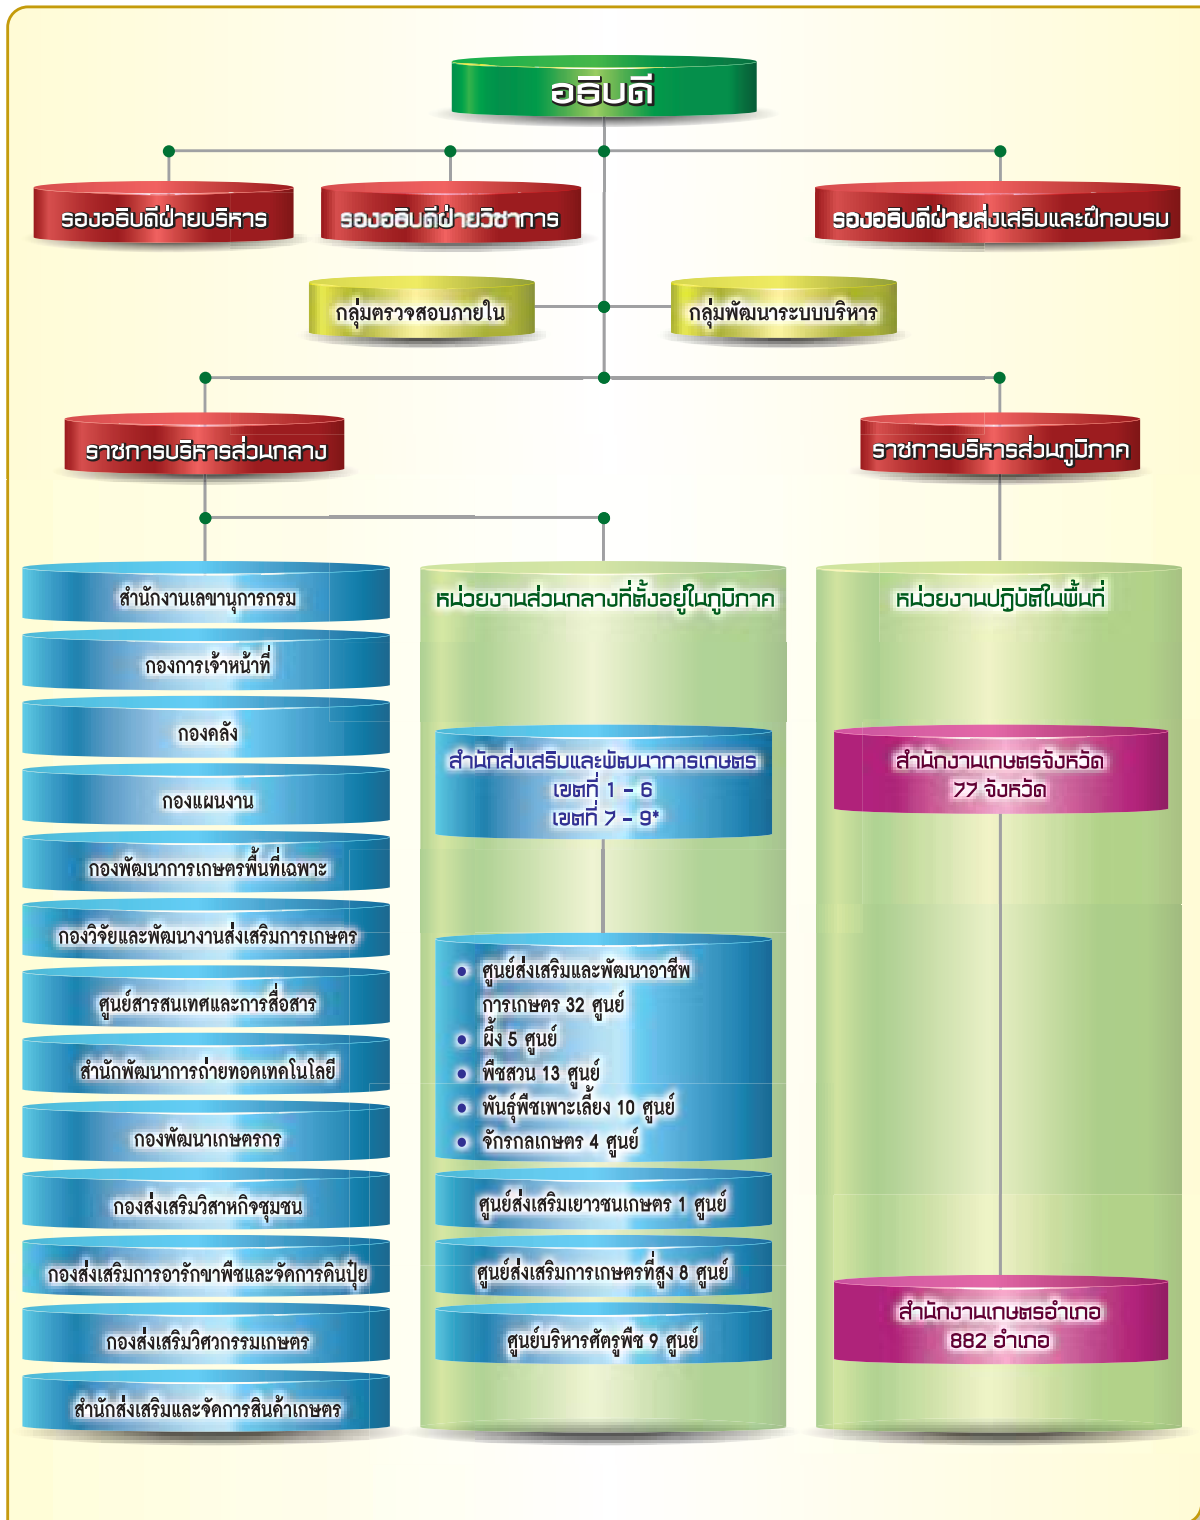 อธิบดี
รองอธิบดีฝ่ายบริหาร
รองอธิบดีฝ่ายวิชาการ
รองอธิบดีฝ่ายส่งเสริมและฝึกอบรม
กลุ่มตรวจสอบภายใน
กลุ่มพัฒนาระบบบริหาร
ราชการบริหารส่วนกลาง
ราชการบริหารส่วนภูมิภาค
สำนักงานเลขานุการกรม
กองการเจ้าหน้าที่
กองคลัง
กองแผนงาน
กองพัฒนาการเกษตรพื้นที่เฉพาะ
กองวิจัยและพัฒนางานส่งเสริมการเกษตร
ศูนย์สารสนเทศและการสื่อสาร
สำนักพัฒนาการถ่ายทอดเทคโนโลยี
กองพัฒนาเกษตรกร
กองส่งเสริมวิสาหกิจชุมชน
กองส่งเสริมการอารักขาพืชและจัดการดินปุ๋ย
กองส่งเสริมวิศวกรรมเกษตร
สำนักส่งเสริมและจัดการสินค้าเกษตร
หน่วยงานส่วนกลางที่ตั้งอยู่ในภูมิภาค
สำนักส่งเสริมและพัฒนาการเกษตร
เขตที่ 1 - 6
เขตที่ 7 - 9*
• ศูนย์ส่งเสริมและพัฒนาอาชีพ
การเกษตร 32 ศูนย์
• ผึ้ง 5 ศูนย์
• พืชสวน 13 ศูนย์
• พันธุ์พืชเพาะเลี้ยง 10 ศูนย์
• จักรกลเกษตร 4 ศูนย์
ศูนย์ส่งเสริมเยาวชนเกษตร 1 ศูนย์
ศูนย์ส่งเสริมการเกษตรที่สูง 8 ศูนย์
ศูนย์บริหารศัตรูพืช 9 ศูนย์
หน่วยงานปฏิบัติในพื้นที่
สำนักงานเกษตรจังหวัด
77 จังหวัด
สำนักงานเกษตรอำเภอ
882 อำเภอ